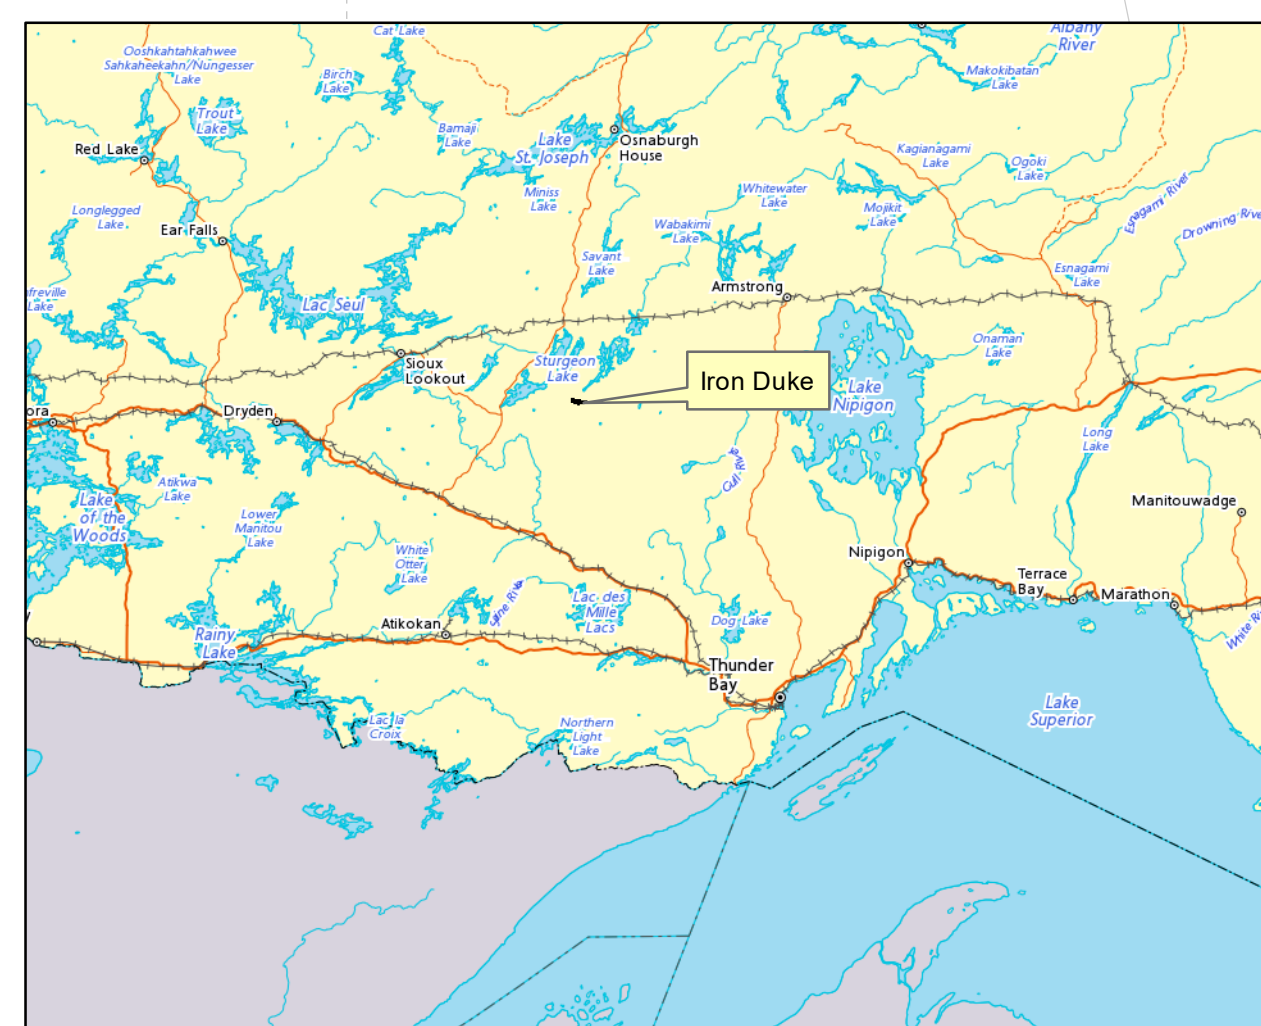 Cat Lake
Albany
River
Ooshkahtahkahwee
Sahkaheekahn/Nungesser
Lake
Birch
Lake
Makokibatan
Lake
Trout
Lake
Bamaji
Lake
Lake
St. Joseph
Osnaburgh
House
Red Lake
Kagianagami
Lake
Ogoki
Lake
Miniss
Lake
Whitewater
Lake
Mojikit
Lake
Esnagami River
Longlegged
Lake
Ear Falls
Wabakimi
Lake
Drowning
Savant
Lake
Esnagami
Lake
Armstrong
Lake
Lac Seul
Onaman
Lake
Sioux
Lookout
Sturgeon
Lake
Iron Duke
Lake
Nipigon
ora
Dryden
Long
Lake
Gull River
Atikwa
Lake
Lake
of the
Woods
Lower
Manitou
Lake
Manitouwadge
White
Otter
Lake
Nipigon
Terrace
Bay
Marathon
Lac des
Mille
Lacs
Atikokan
Dog Lake
Rainy
Lake
Thunder
Bay
Lake
Superior
Lac la
Croix
Northern
Light
Lake